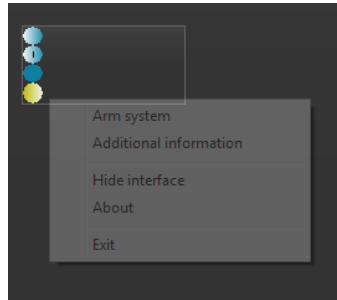 Arm system
Additional information
Hide interface
About
Exit